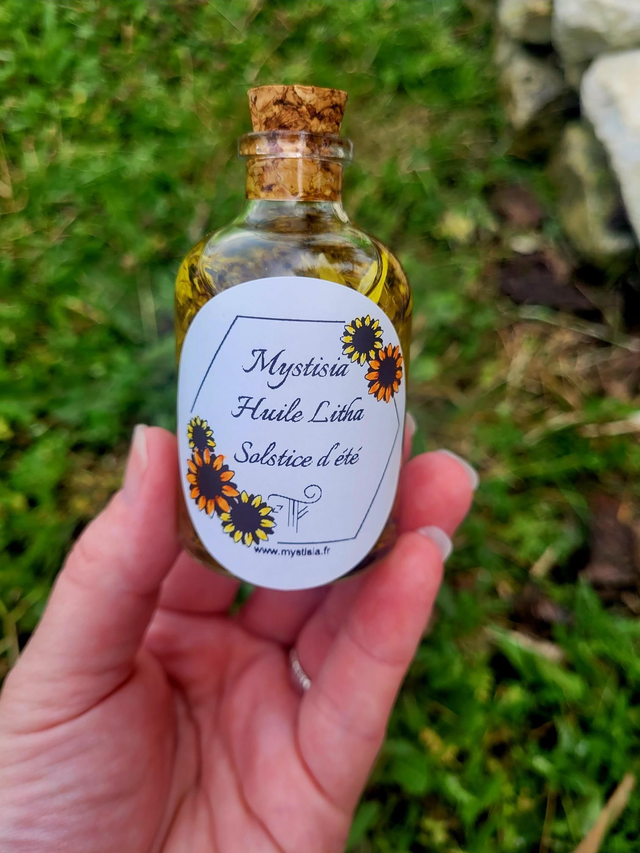 Mystisia
Huile Litha
Solstice d'été
www.mystisia.fr